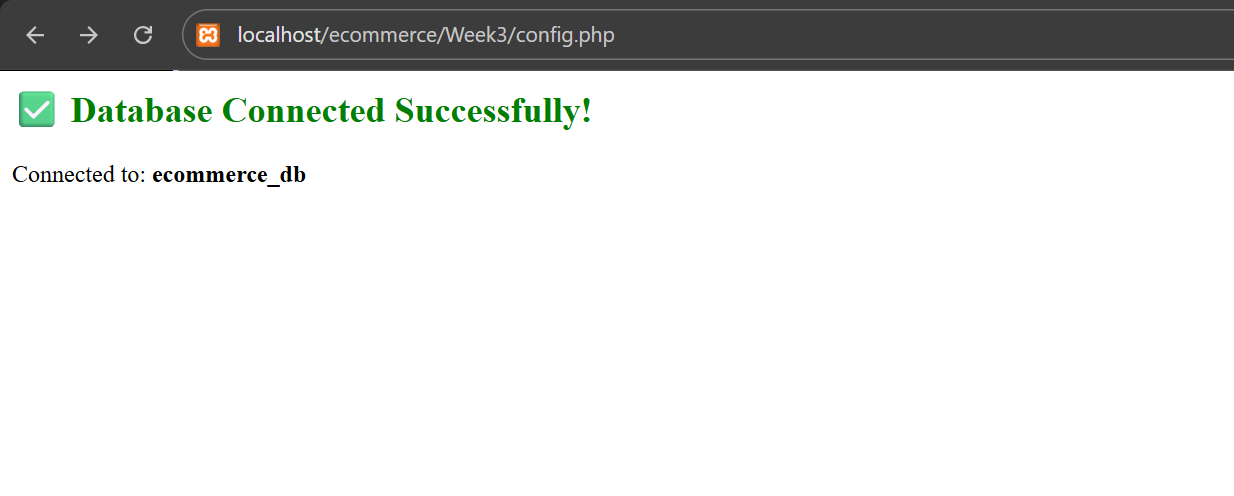 localhost/ecommerce/Week3/config.php
✅ Database Connected Successfully!
Connected to: ecommerce_db